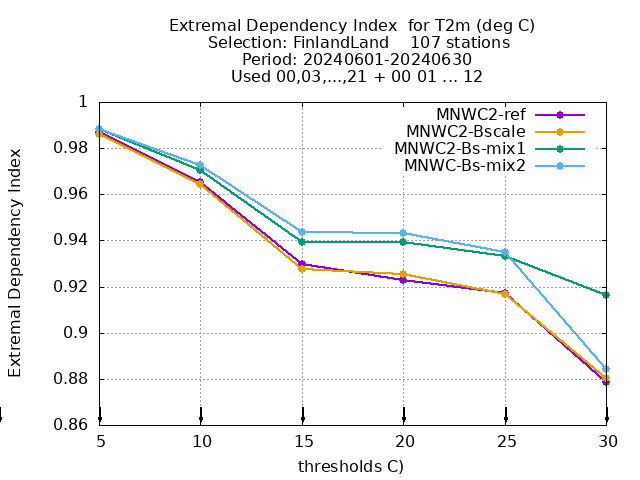 Extremal Dependency Index  for T2m (deg C)
Selection: FinlandLand    107 stations
Period: 20240601-20240630
Used 00,03,...,21 + 00 01 ... 12
MNWC2-ref
MNWC2-Bscale
MNWC2-Bs-mix1
MNWC-Bs-mix2
Extremal Dependency Index
1
0.98
0.96
0.94
0.92
0.9
0.88
0.86
5 10 15 20 25 30
thresholds C)